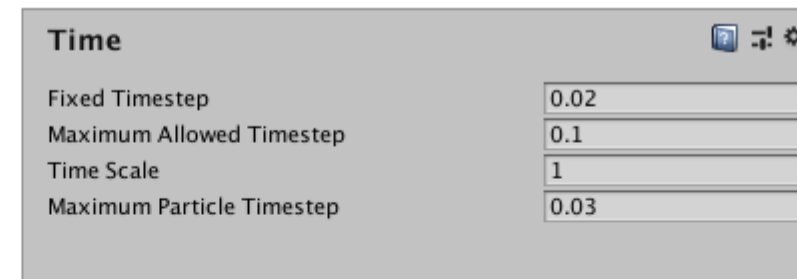 Time
Fixed Timestep 0.02
Maximum Allowed Timestep 0.1
Time Scale 1
Maximum Particle Timestep 0.03